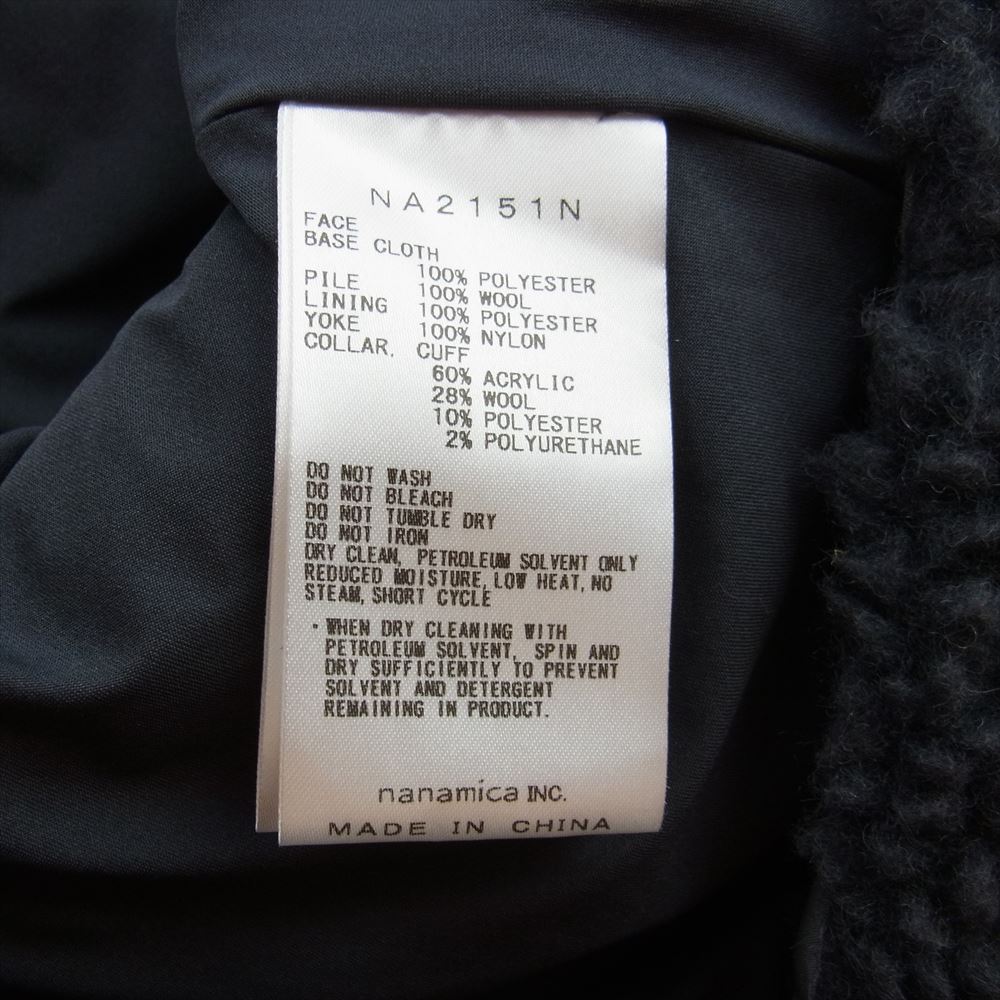 NA2151N
FACE
BASE CLOTH
100% POLYESTER
PILE 100% WOOL
LINING 100% POLYESTER
YOKE 100% NYLON
COLLAR, CUFF
60% ACRYLIC
28% WOOL
10% POLYESTER
2% POLYURETHANE
DO NOT WASH
DO NOT BLEACH
DO NOT TUMBLE DRY
DO NOT IRON
DRY CLEAN, PETROLEUM SOLVENT ONLY
REDUCED MOISTURE, LOW HEAT, NO
STEAM, SHORT CYCLE
・WHEN DRY CLEANING WITH
PETROLEUM SOLVENT, SPIN AND
DRY SUFFICIENTLY TO PREVENT
SOLVENT AND DETERGENT
REMAINING IN PRODUCT.
nanamica INC.
MADE IN CHINA